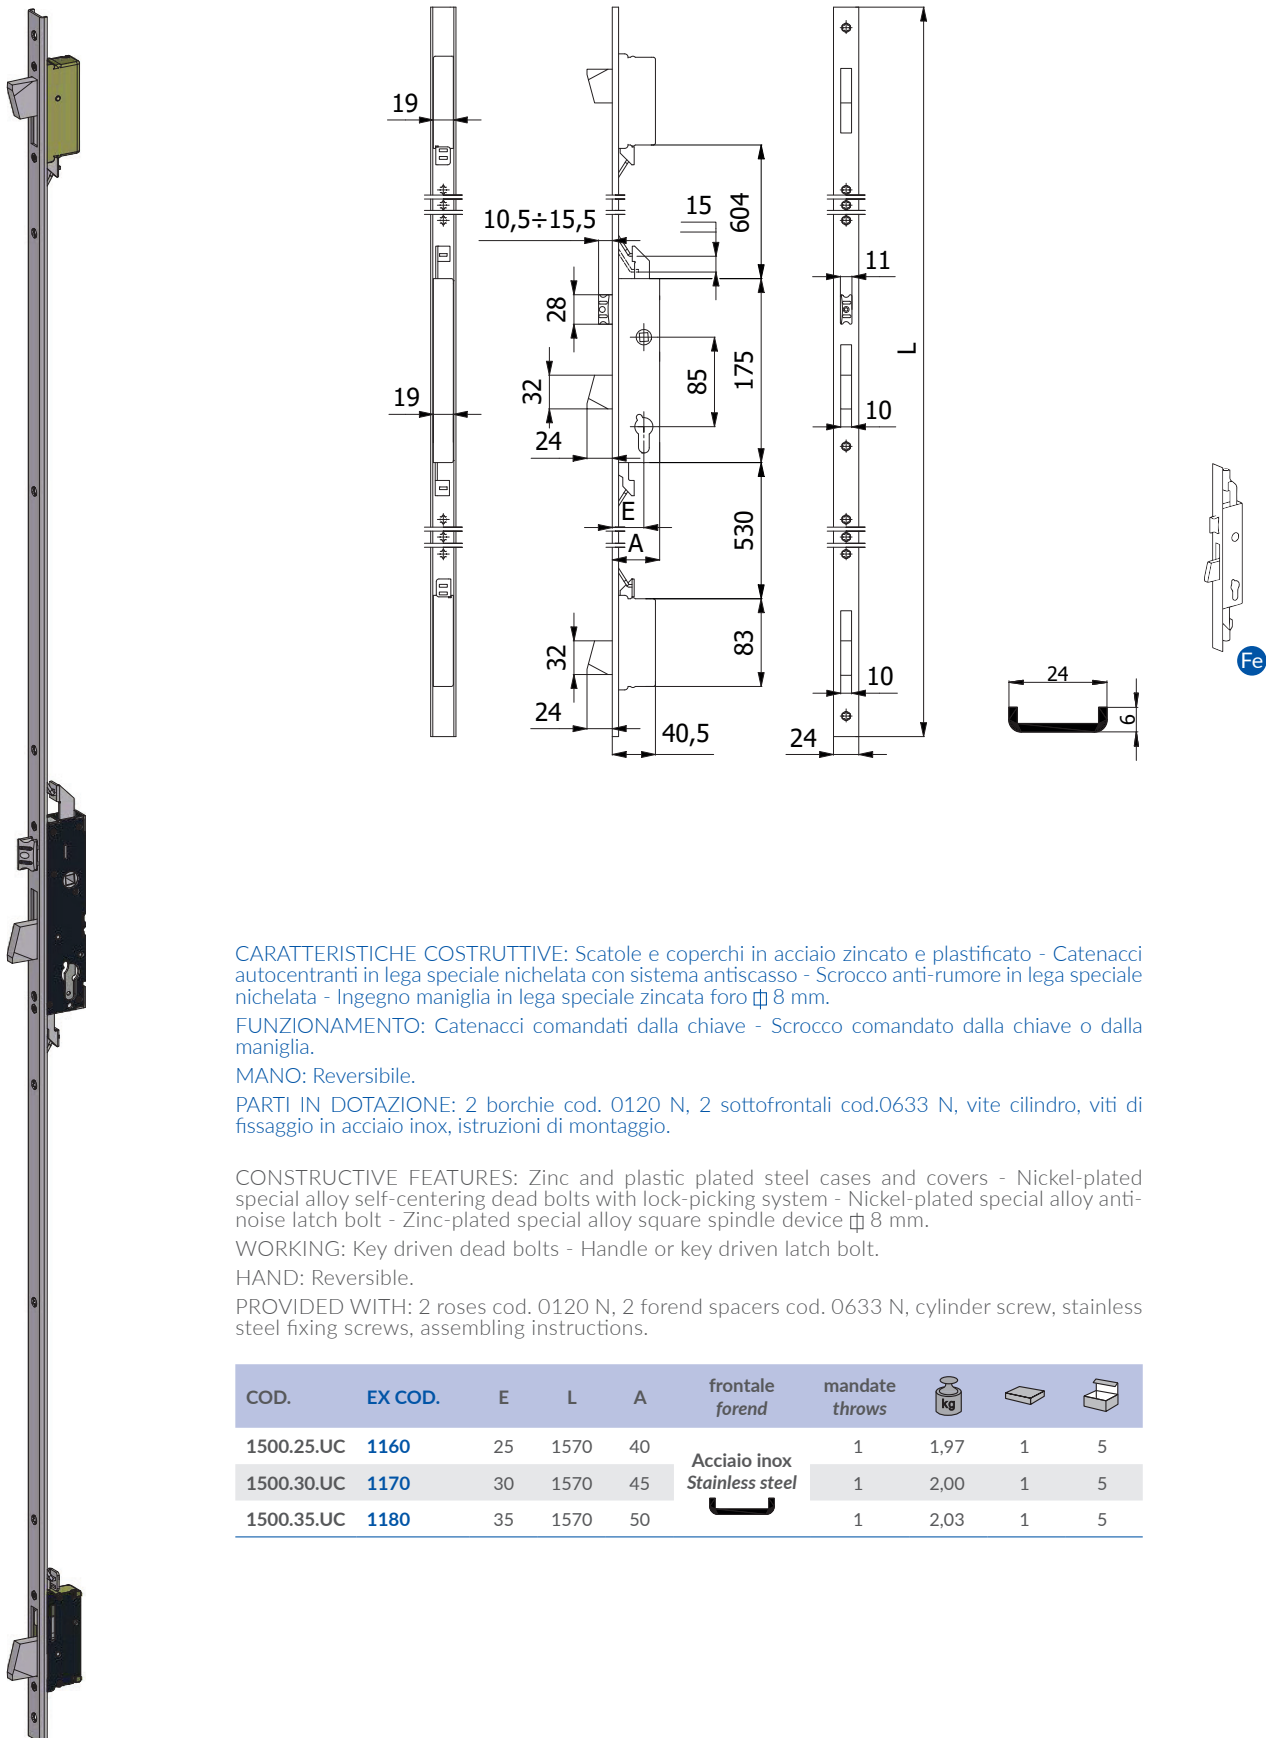 19
604
15
10,5÷15,5
11
28
L
175
85
32
19
10
24
E
530
A
83
32
10
24
40,5
24
24
6
Fe
CARATTERISTICHE COSTRUTTIVE: Scatole e coperchi in acciaio zincato e plastificato - Catenacci
autocentranti in lega speciale nichelata con sistema antiscasso - Scrocco anti-rumore in lega speciale
nichelata - Ingegno maniglia in lega speciale zincata foro 8 mm.
FUNZIONAMENTO: Catenacci comandati dalla chiave - Scrocco comandato dalla chiave o dalla
maniglia.
MANO: Reversibile.
PARTI IN DOTAZIONE: 2 borchie cod. 0120 N, 2 sottofrontali cod.0633 N, vite cilindro, viti di
fissaggio in acciaio inox, istruzioni di montaggio.
CONSTRUCTIVE FEATURES: Zinc and plastic plated steel cases and covers - Nickel-plated
special alloy self-centering dead bolts with lock-picking system - Nickel-plated special alloy anti-
noise latch bolt - Zinc-plated special alloy square spindle device 8 mm.
WORKING: Key driven dead bolts - Handle or key driven latch bolt.
HAND: Reversible.
PROVIDED WITH: 2 roses cod. 0120 N, 2 forend spacers cod. 0633 N, cylinder screw, stainless
steel fixing screws, assembling instructions.
COD. EX COD. E L A frontale forend mandate throws kg
1500.25.UC 1160 25 1570 40 1 1,97 1 5
Acciaio inox
Stainless steel
1500.30.UC 1170 30 1570 45 1 2,00 1 5
1500.35.UC 1180 35 1570 50 1 2,03 1 5